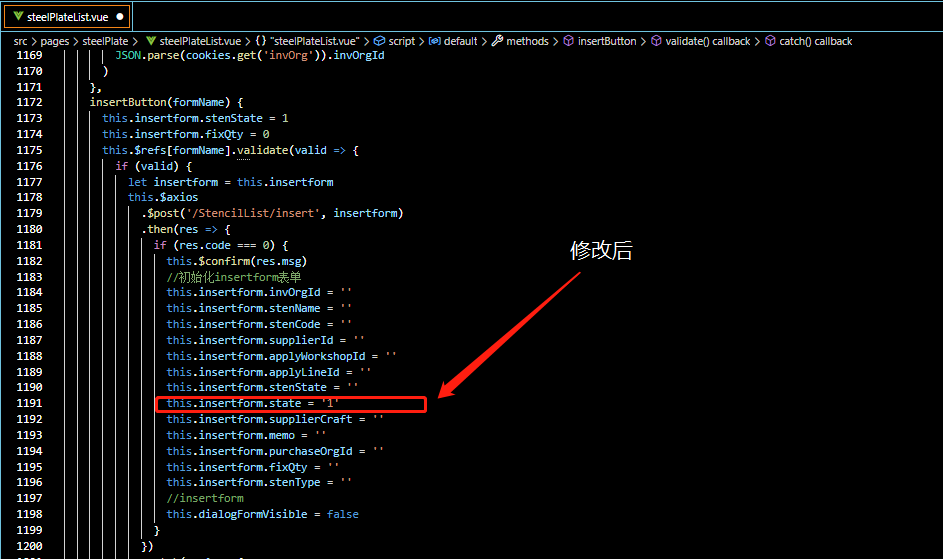 steelPlateList.vue
src > pages > steelPlate > steelPlateList.vue > {} "steelPlateList.vue" > script > default > methods > insertButton > validate() callback > catch() callback
1169 JSON.parse(cookies.get('invOrg')).invOrgId
1170 )
1171 },
1172 insertButton(formName) {
1173 this.insertform.stenState = 1
1174 this.insertform.fixQty = 0
1175 this.$refs[formName].validate(valid => {
1176 if (valid) {
1177 let insertform = this.insertform
1178 this.$axios
1179 .$post('/StencilList/insert', insertform)
1180 .then(res => {
1181 if (res.code === 0) {
1182 this.$confirm(res.msg)
1183 //初始化insertform表单
1184 this.insertform.invOrgId = ''
1185 this.insertform.stenName = ''
1186 this.insertform.stenCode = ''
1187 this.insertform.supplierId = ''
1188 this.insertform.applyWorkshopId = ''
1189 this.insertform.applyLineId = ''
1190 this.insertform.stenState = ''
1191 this.insertform.state = '1'
1192 this.insertform.supplierCraft = ''
1193 this.insertform.memo = ''
1194 this.insertform.purchaseOrgId = ''
1195 this.insertform.fixQty = ''
1196 this.insertform.stenType = ''
1197 //insertform
1198 this.dialogFormVisible = false
1199 }
1200 })
修改后